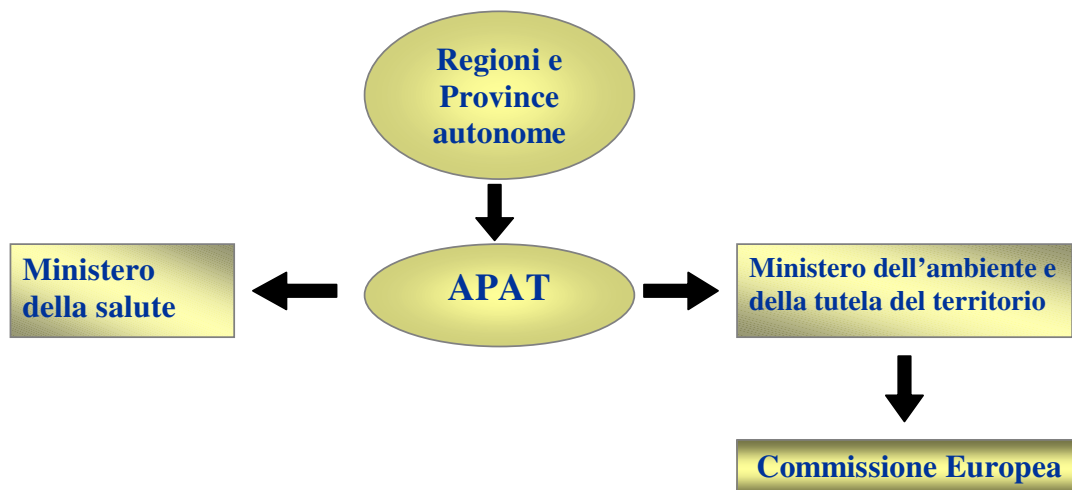 Regioni e
Province
autonome
Ministero
della salute
APAT
Ministero dell’ambiente e
della tutela del territorio
Commissione Europea